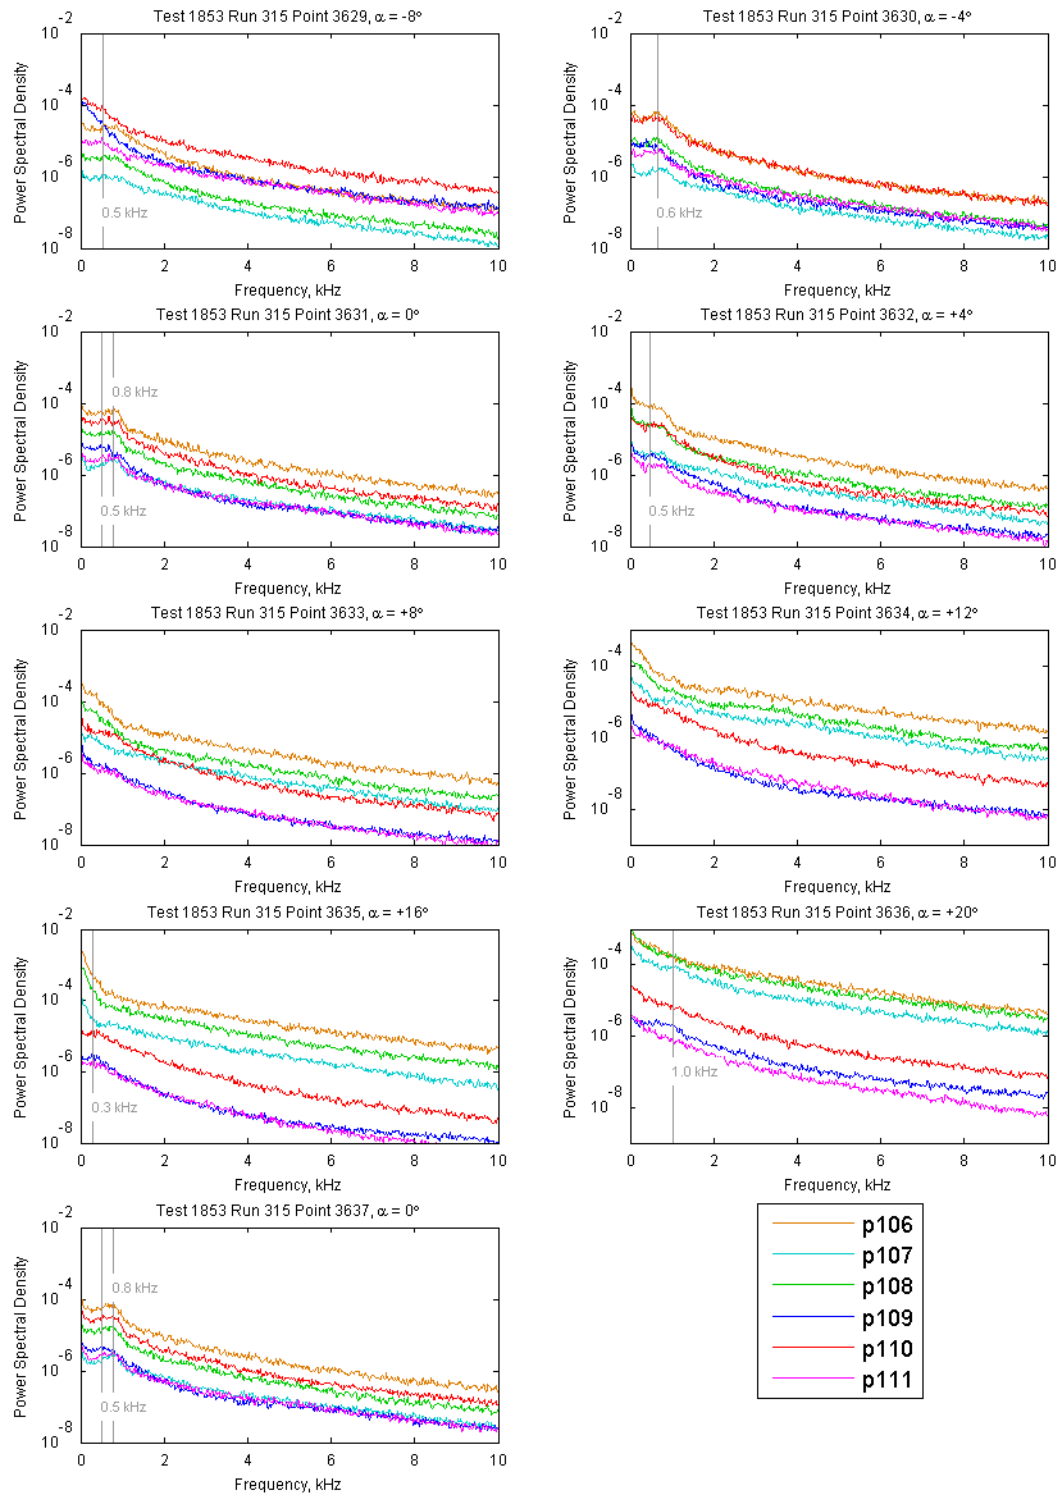 Test 1853 Run 315 Point 3629, α = -8°
Power Spectral Density
10^-2
10^-4
10^-6
10^-8
0.5 kHz
0 2 4 6 8 10
Frequency, kHz
Test 1853 Run 315 Point 3630, α = -4°
Power Spectral Density
10^-2
10^-4
10^-6
10^-8
0.6 kHz
0 2 4 6 8 10
Frequency, kHz
Test 1853 Run 315 Point 3631, α = 0°
Power Spectral Density
10^-2
10^-4
10^-6
10^-8
0.8 kHz
0.5 kHz
0 2 4 6 8 10
Frequency, kHz
Test 1853 Run 315 Point 3632, α = +4°
Power Spectral Density
10^-2
10^-4
10^-6
10^-8
0.5 kHz
0 2 4 6 8 10
Frequency, kHz
Test 1853 Run 315 Point 3633, α = +8°
Power Spectral Density
10^-2
10^-4
10^-6
10^-8
0 2 4 6 8 10
Frequency, kHz
Test 1853 Run 315 Point 3634, α = +12°
Power Spectral Density
10^-4
10^-6
10^-8
0 2 4 6 8 10
Frequency, kHz
Test 1853 Run 315 Point 3635, α = +16°
Power Spectral Density
10^-2
10^-4
10^-6
10^-8
0.3 kHz
0 2 4 6 8 10
Frequency, kHz
Test 1853 Run 315 Point 3636, α = +20°
Power Spectral Density
10^-4
10^-6
10^-8
1.0 kHz
0 2 4 6 8 10
Frequency, kHz
Test 1853 Run 315 Point 3637, α = 0°
Power Spectral Density
10^-2
10^-4
10^-6
10^-8
0.8 kHz
0.5 kHz
0 2 4 6 8 10
Frequency, kHz
p106
p107
p108
p109
p110
p111